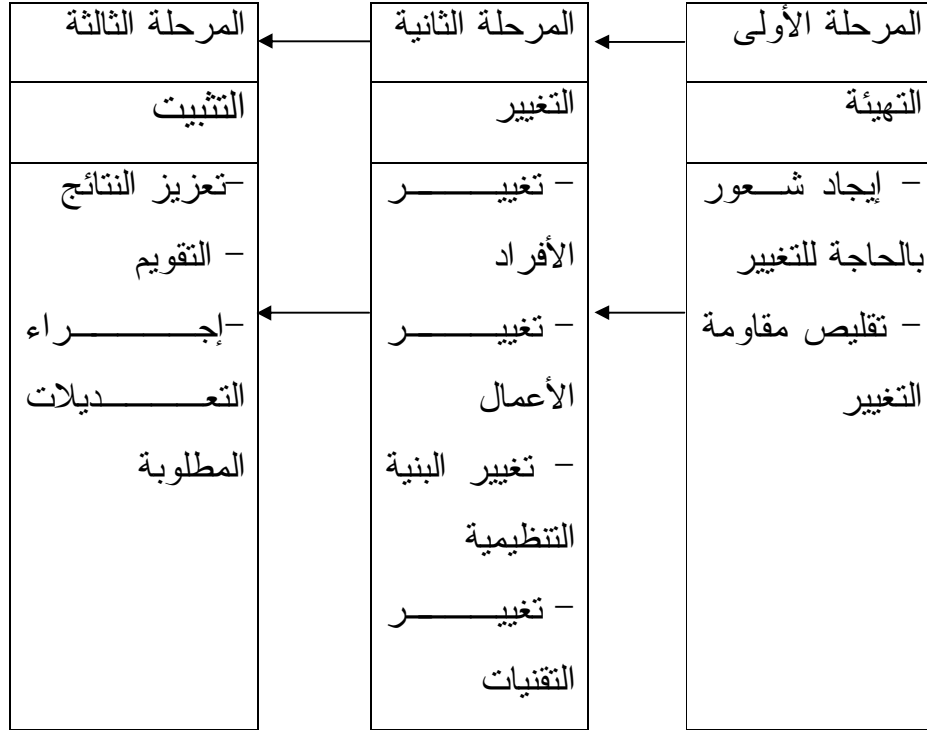 المرحلة الأولى
التهيئة
- إيجاد شعور
بالحاجة للتغيير
- تقليص مقاومة
التغيير
المرحلة الثانية
التغيير
- تغيير
الأفراد
- تغيير
الأعمال
- تغيير البنية
التنظيمية
- تغيير
التقنيات
المرحلة الثالثة
التثبيت
-تعزيز النتائج
- التقويم
-إجراء
التعديلات
المطلوبة